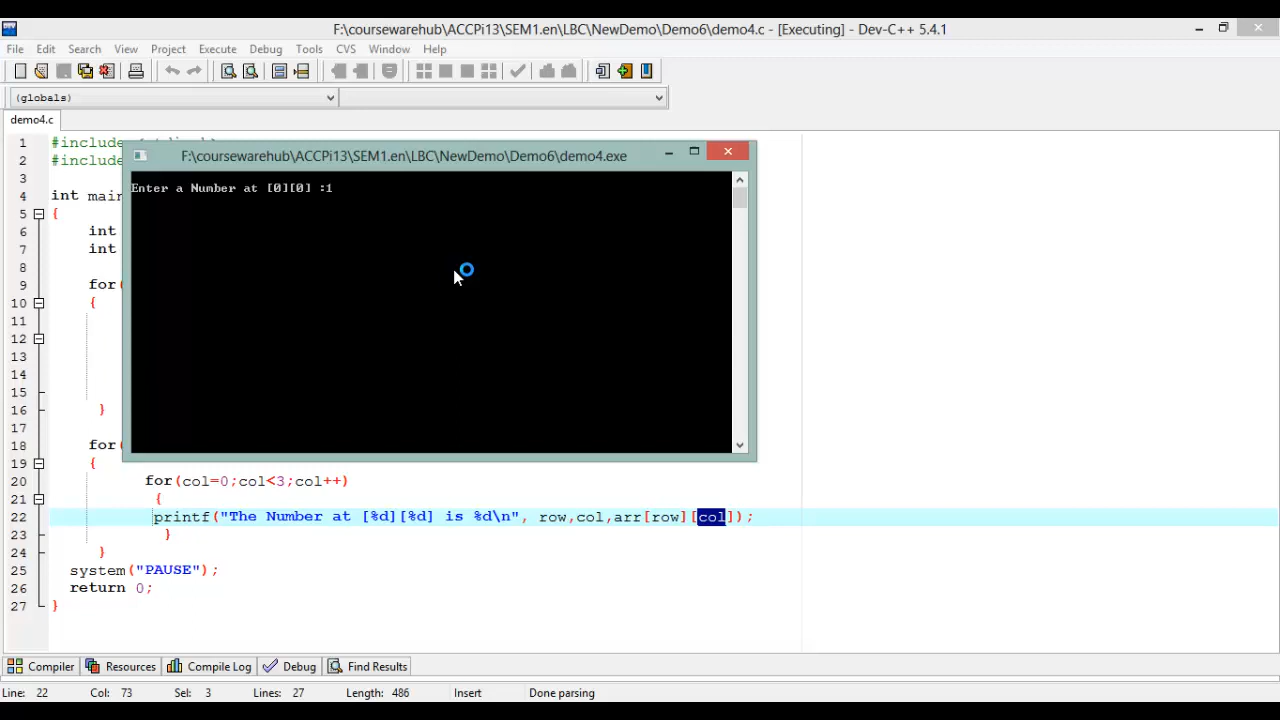 F:\coursewarehub\ACCPi13\SEM1.en\LBC\NewDemo\Demo6\demo4.c - [Executing] - Dev-C++ 5.4.1
File Edit Search View Project Execute Debug Tools CVS Window Help
(globals)
demo4.c
1 #include
2 #include
3
4 int main
5 {
6 int
7 int
8
9 for(
10 {
11
12
13
14
15
16 }
17
18 for(
19 {
20 for(col=0;col<3;col++)
21 {
22 printf("The Number at [%d][%d] is %d\n", row,col,arr[row][col]);
23 }
24 }
25 system("PAUSE");
26 return 0;
27 }
F:\coursewarehub\ACCPi13\SEM1.en\LBC\NewDemo\Demo6\demo4.exe
Enter a Number at [0][0] :1
Compiler Resources Compile Log Debug Find Results
Line: 22 Col: 73 Sel: 3 Lines: 27 Length: 486 Insert Done parsing